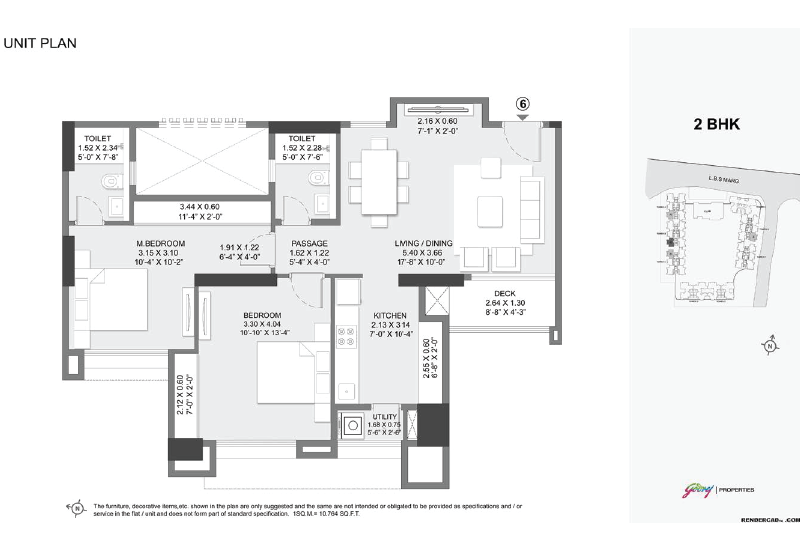 UNIT PLAN
6
2.16 X 0.60
7'-1" X 2'-0"
TOILET
1.52 X 2.34
5'-0" X 7'-8"
TOILET
1.52 X 2.28
5'-0" X 7'-6"
3.44 X 0.60
11'-4" X 2'-0"
M.BEDROOM
3.15 X 3.10
10'-4" X 10'-2"
1.91 X 1.22
6'-4" X 4'-0"
PASSAGE
1.62 X 1.22
5'-4" X 4'-0"
LIVING / DINING
5.40 X 3.66
17'-8" X 10'-0"
DECK
2.64 X 1.30
8'-8" X 4'-3"
BEDROOM
3.30 X 4.04
10'-10" X 13'-4"
KITCHEN
2.13 X 3.14
7'-0" X 10'-4"
2.55 X 0.60
6'-8" X 2'-0"
2.12 X 0.60
7'-0" X 2'-0"
UTILITY
1.68 X 0.75
5'-6" X 2'-6"
N
The furniture, decorative items,etc. shown in the plan are only suggested and the same are not intended or obligated to be provided as specifications and / or
service in the flat / unit and does not form part of standard specification. 1SQ.M.= 10.764 SQ.F.T.
2 BHK
L.B.S MARG
N
Godrej | PROPERTIES
RENDERCAD .COM